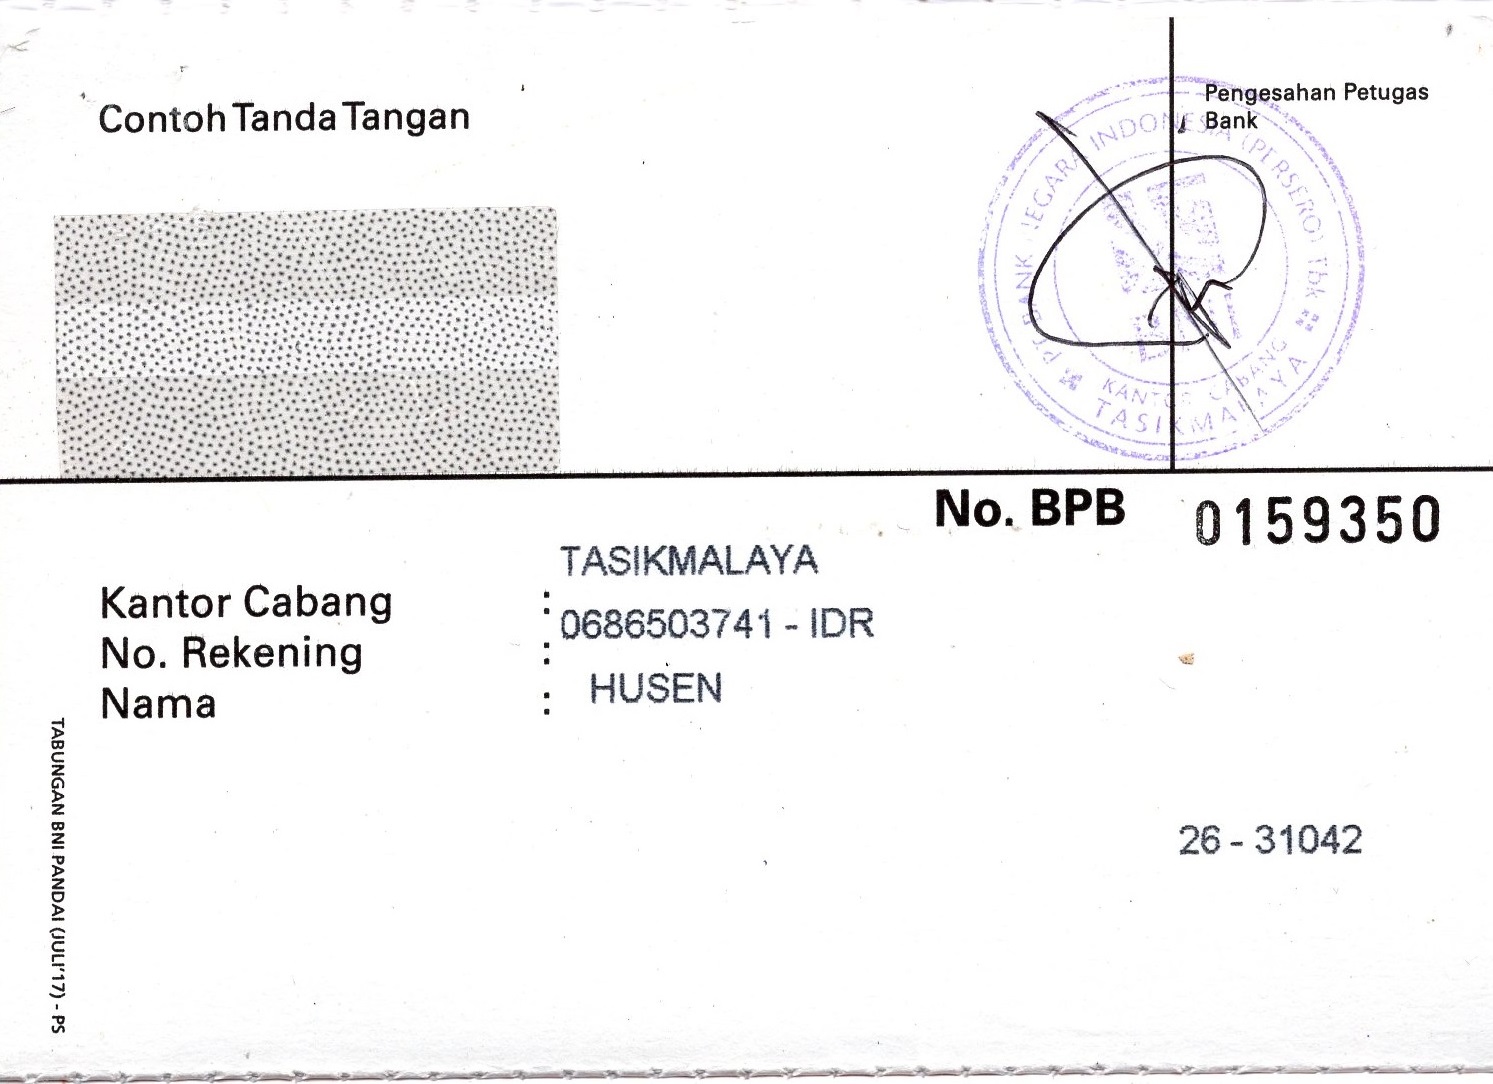 Contoh Tanda Tangan
Pengesahan Petugas
Bank
PT BANK NEGARA INDONESIA (PERSERO) Tbk
KANTOR CABANG
TASIKMALAYA
No. BPB 0159350
TASIKMALAYA
Kantor Cabang :
0686503741 - IDR
No. Rekening :
HUSEN
Nama :
26 - 31042
TABUNGAN BNI PANDAI (JULI'17) - PS